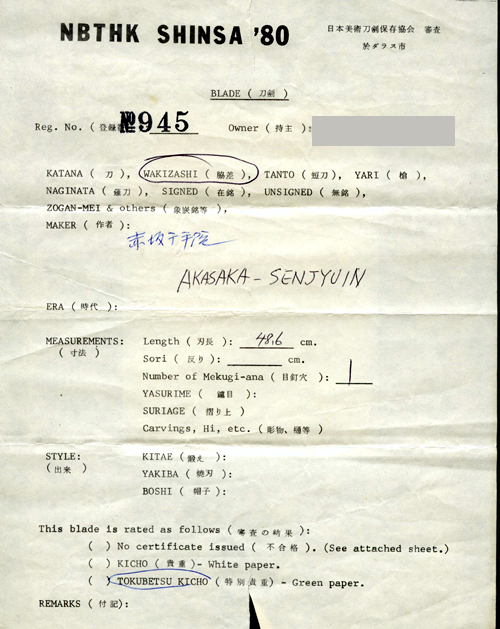 NBTHK SHINSA '80
日本美術刀剣保存協会 審査
於ダラス市
BLADE ( 刀剣 )
Reg. No. ( 登録 №945 Owner ( 持主 ):
KATANA ( 刀 ), WAKIZASHI ( 脇差 ), TANTO ( 短刀 ), YARI ( 槍 ),
NAGINATA ( 薙刀 ), SIGNED ( 在銘 ), UNSIGNED ( 無銘 ),
ZOGAN-MEI & others ( 象嵌銘等 ),
MAKER ( 作者 ):
赤坂千手院
AKASAKA - SENJYUIN
ERA ( 時代 ):
MEASUREMENTS: Length ( 刃長 ): 48.6 cm.
( 寸法 ) Sori ( 反り ): cm.
Number of Mekugi-ana ( 目釘穴 ): 1
YASURIME ( 鑢目 ):
SURIAGE ( 摺り上 )
Carvings, Hi, etc. ( 彫物、樋等 )
STYLE: KITAE ( 鍛え ):
( 出来 ) YAKIBA ( 焼刃 ):
BOSHI ( 帽子 ):
This blade is rated as follows ( 審査の結果 ):
( ) No certificate issued ( 不合格 ). (See attached sheet.)
( ) KICHO ( 貴重 )- White paper.
( ) TOKUBETSU KICHO ( 特別貴重 )- Green paper.
REMARKS ( 付記):